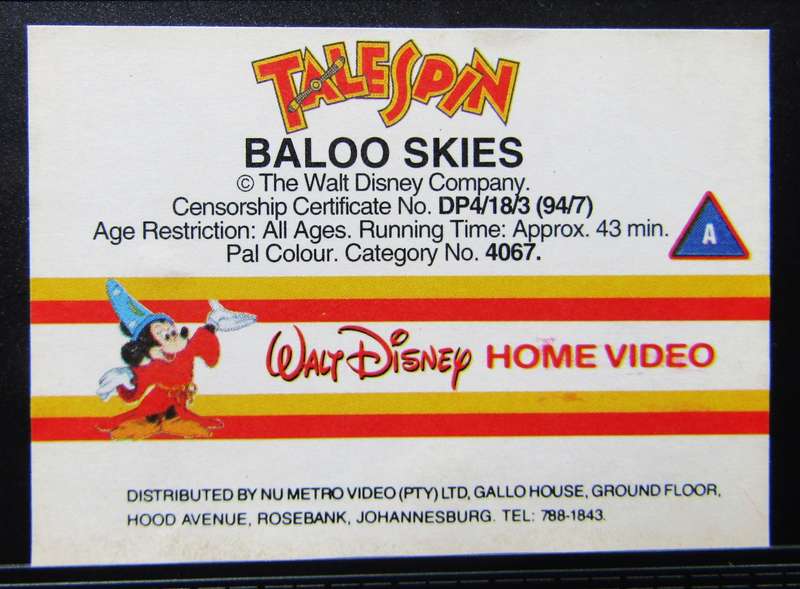 TALESPIN
BALOO SKIES
© The Walt Disney Company.
Censorship Certificate No. DP4/18/3 (94/7)
Age Restriction: All Ages. Running Time: Approx. 43 min.
Pal Colour. Category No. 4067.
A
WALT DISNEY HOME VIDEO
DISTRIBUTED BY NU METRO VIDEO (PTY) LTD, GALLO HOUSE, GROUND FLOOR,
HOOD AVENUE, ROSEBANK, JOHANNESBURG. TEL: 788-1843.